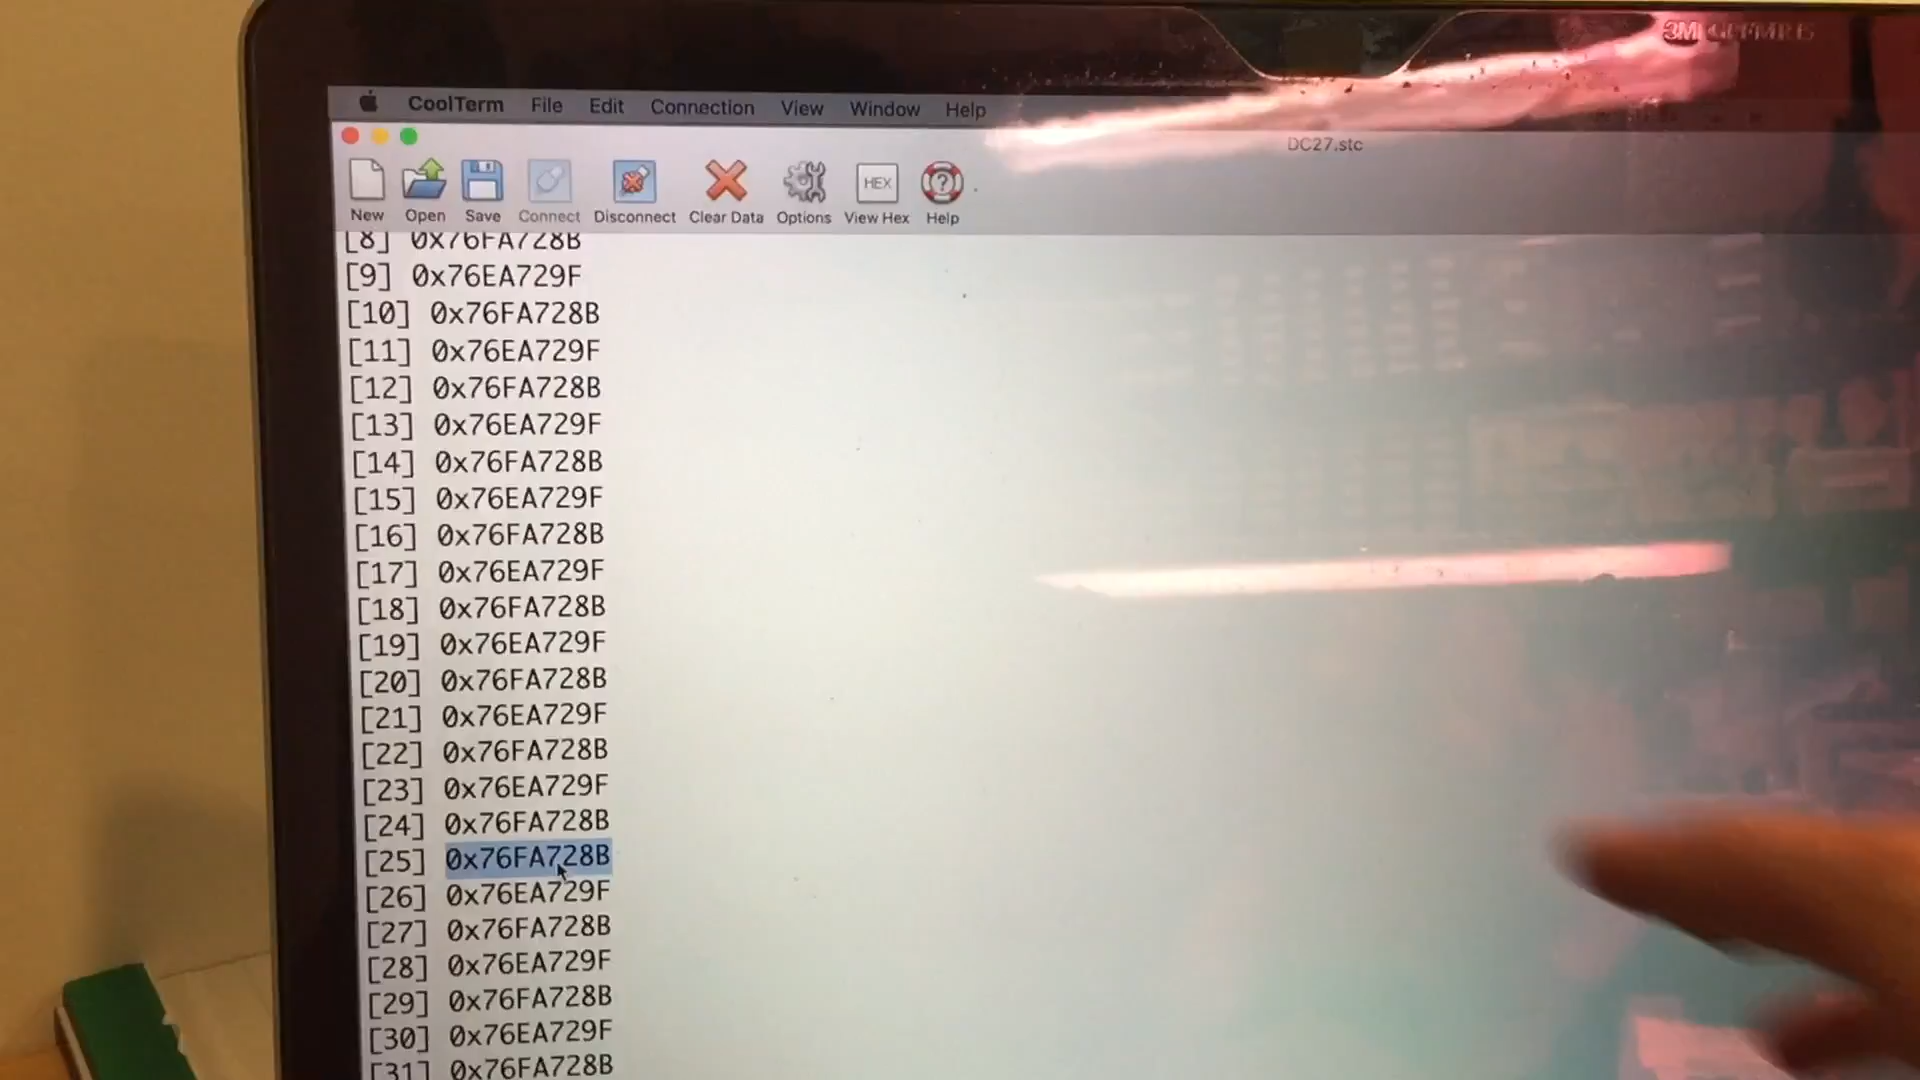 3M
CoolTerm File Edit Connection View Window Help
DC27.stc
HEX
New Open Save Connect Disconnect Clear Data Options View Hex Help
[8] 0x76FA728B
[9] 0x76EA729F
[10] 0x76FA728B
[11] 0x76EA729F
[12] 0x76FA728B
[13] 0x76EA729F
[14] 0x76FA728B
[15] 0x76EA729F
[16] 0x76FA728B
[17] 0x76EA729F
[18] 0x76FA728B
[19] 0x76EA729F
[20] 0x76FA728B
[21] 0x76EA729F
[22] 0x76FA728B
[23] 0x76EA729F
[24] 0x76FA728B
[25] 0x76FA728B
[26] 0x76EA729F
[27] 0x76FA728B
[28] 0x76EA729F
[29] 0x76FA728B
[30] 0x76EA729F
[31] 0x76FA728B